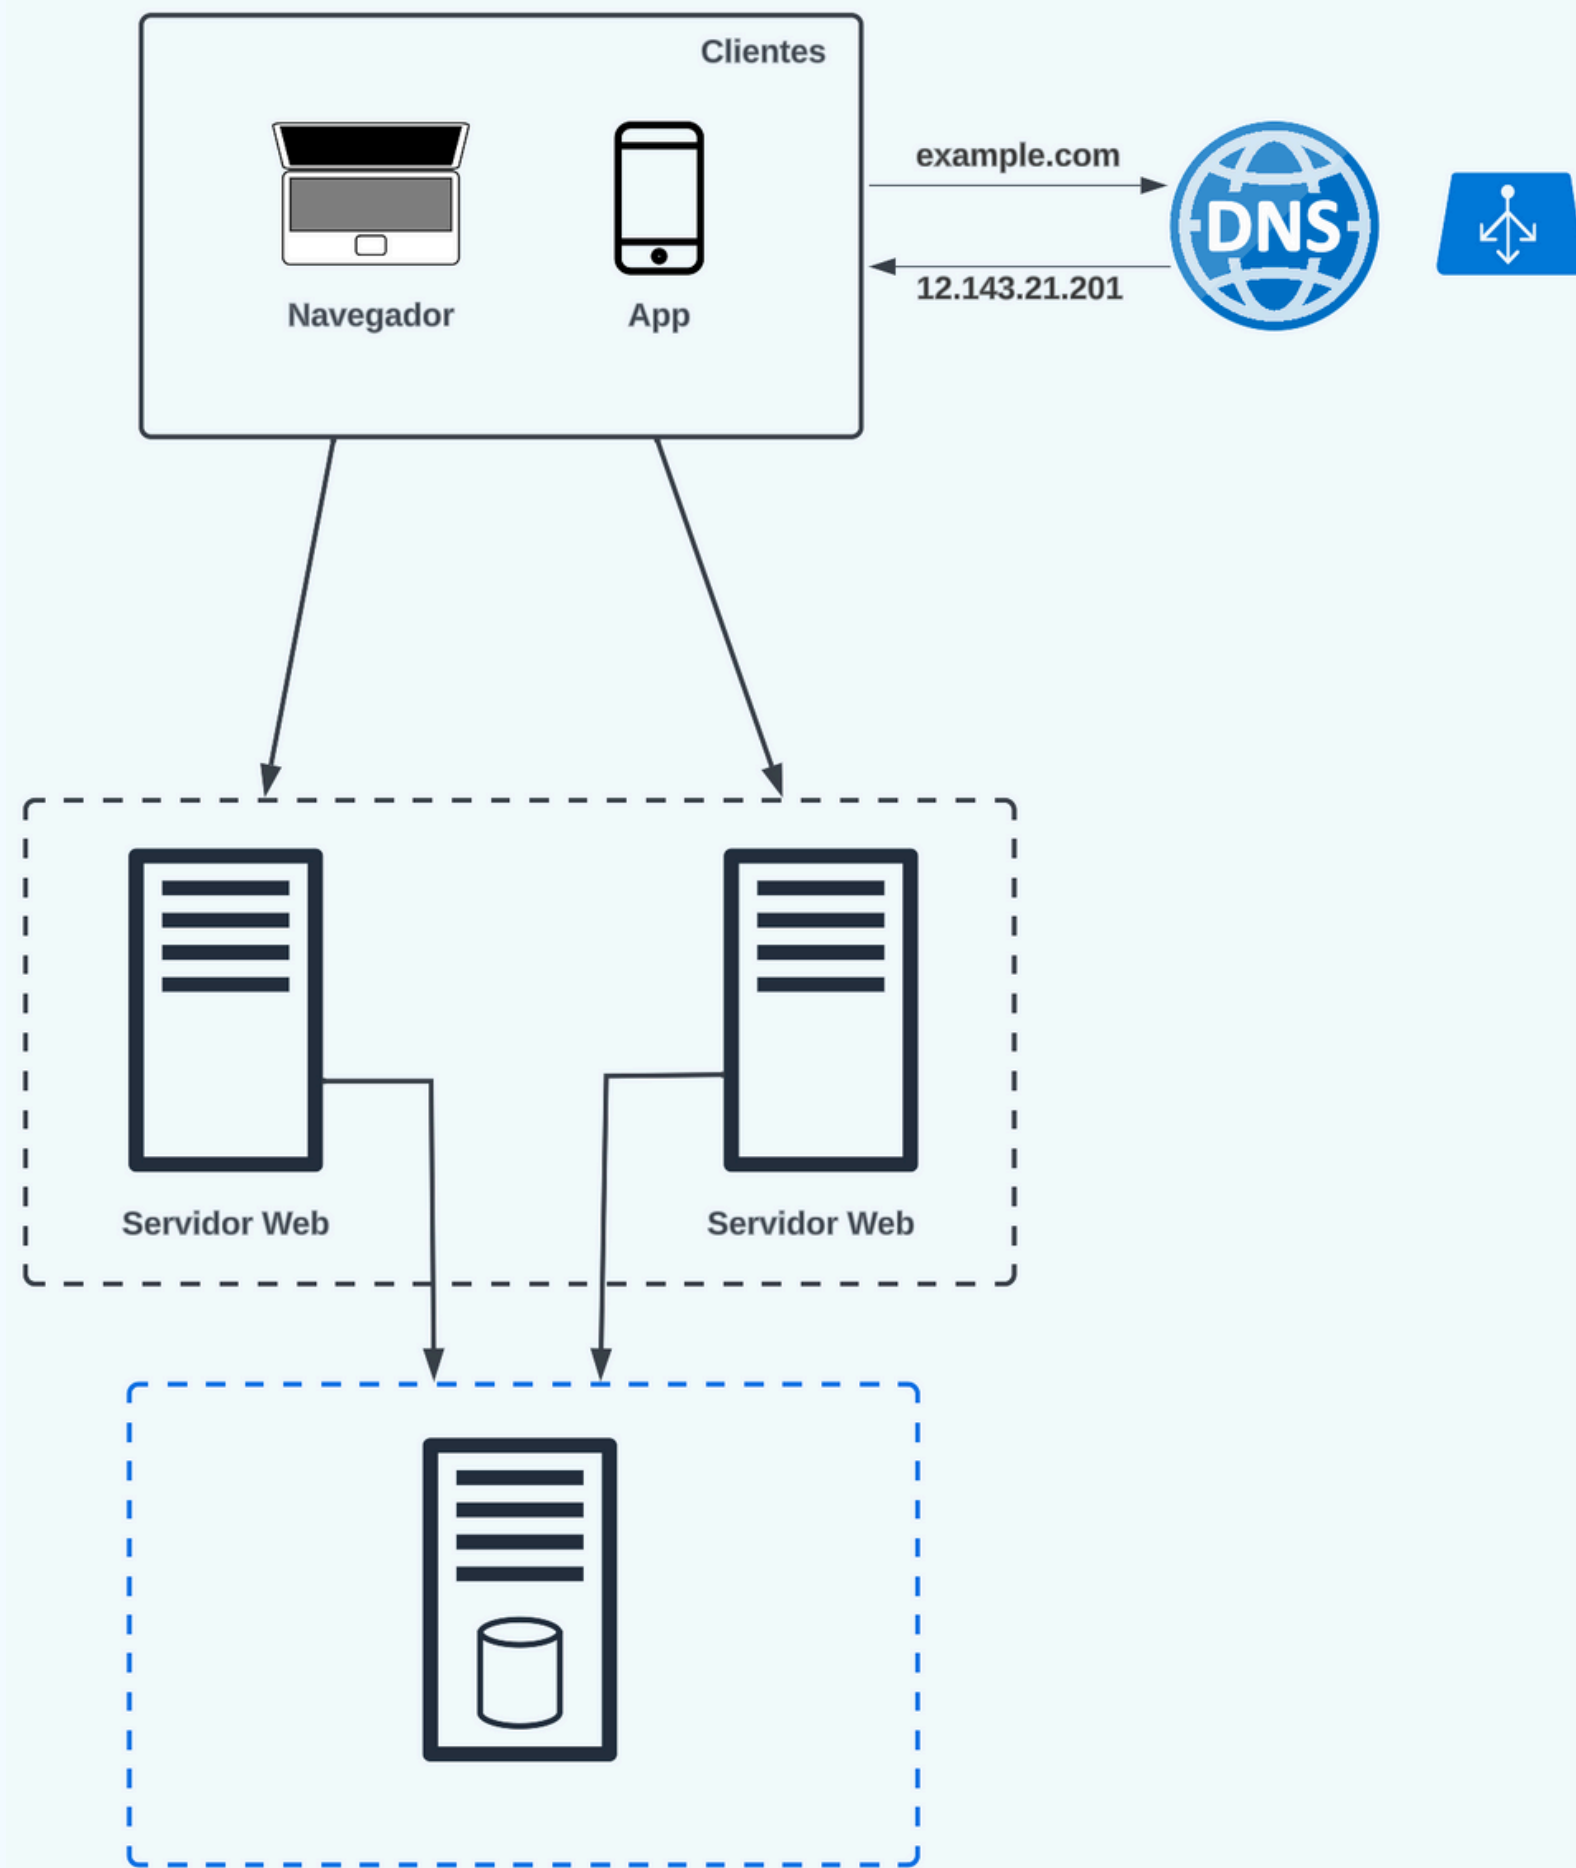 Clientes
example.com
DNS
12.143.21.201
Navegador
App
Servidor Web
Servidor Web